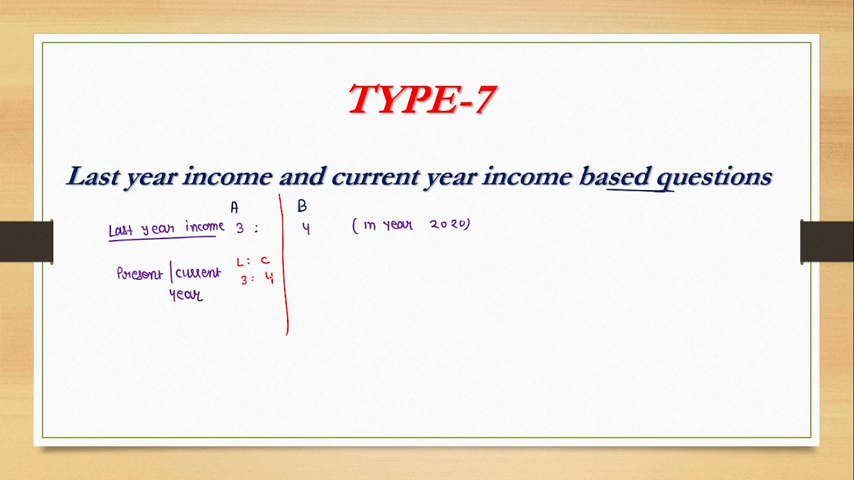 TYPE-7
Last year income and current year income based questions
A B
Last year income 3 : 4 (in year 2020)
L : C
Present | current 3 : 4
year